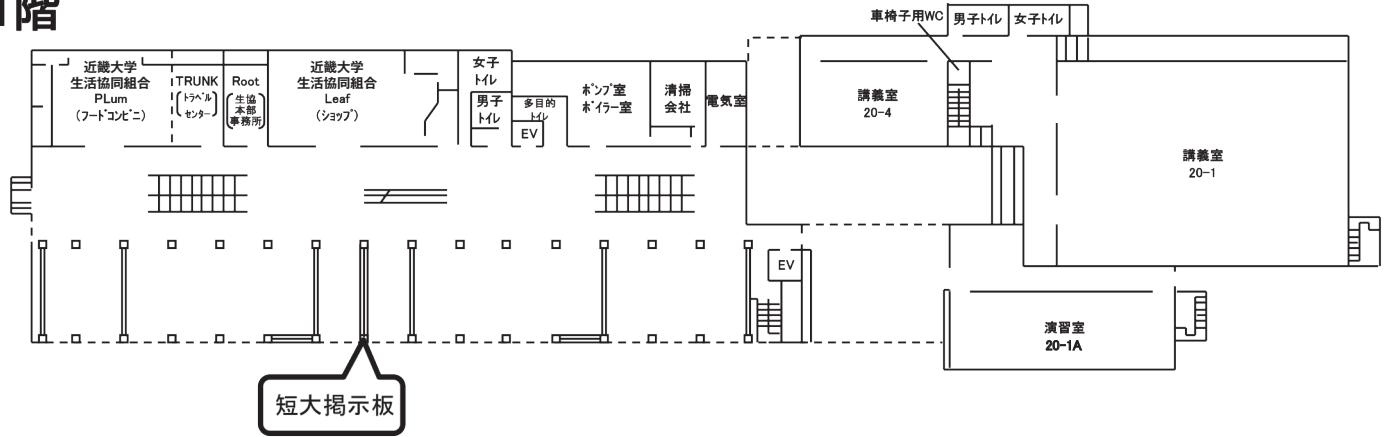 1階
近畿大学
生活協同組合
PLum
(フードコンビニ)
TRUNK
トラベル
センター
Root
生協
本部
事務所
近畿大学
生活協同組合
Leaf
(ショップ)
女子
トイレ
男子
トイレ
多目的
トイレ
EV
ポンプ室
ボイラー室
清掃
会社
電気室
車椅子用WC
男子トイレ
女子トイレ
講義室
20-4
講義室
20-1
EV
演習室
20-1A
短大掲示板